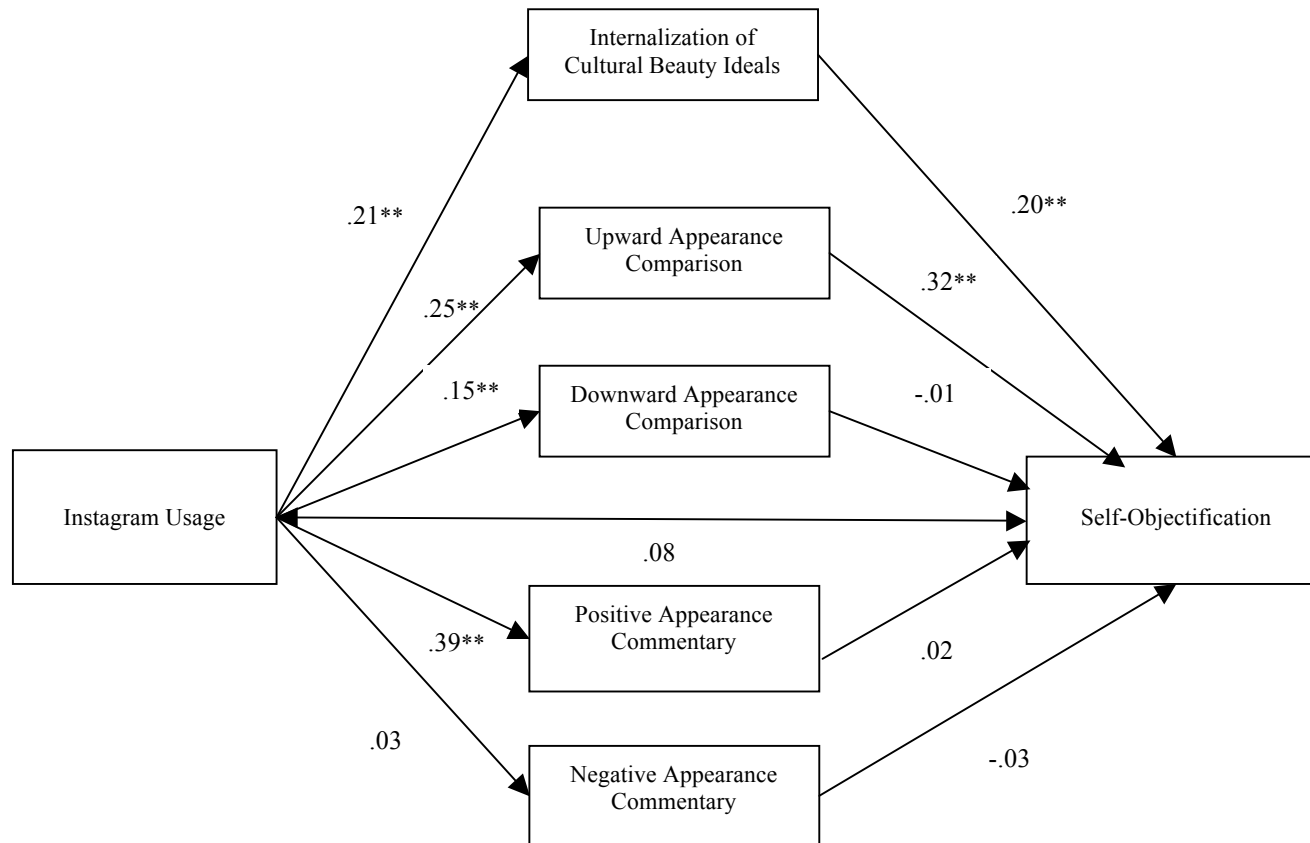 Internalization of
Cultural Beauty Ideals
.21**
.20**
Upward Appearance
Comparison
.25**
.32**
.15**
Downward Appearance
Comparison
-.01
Instagram Usage
Self-Objectification
.08
Positive Appearance
Commentary
.39**
.02
.03
Negative Appearance
Commentary
-.03